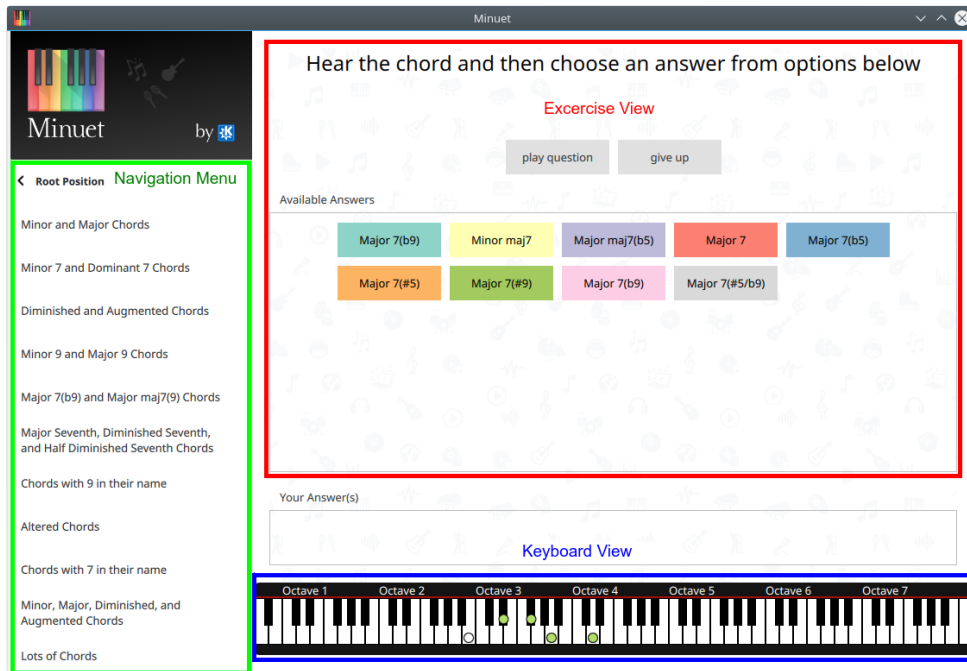 Minuet
Minuet
by K
Hear the chord and then choose an answer from options below
Excercise View
play question
give up
Root Position
Navigation Menu
Minor and Major Chords
Minor 7 and Dominant 7 Chords
Diminished and Augmented Chords
Minor 9 and Major 9 Chords
Major 7(b9) and Major maj7(9) Chords
Major Seventh, Diminished Seventh,
and Half Diminished Seventh Chords
Chords with 9 in their name
Altered Chords
Chords with 7 in their name
Minor, Major, Diminished, and
Augmented Chords
Lots of Chords
Available Answers
Major 7(b9)
Minor maj7
Major maj7(b5)
Major 7
Major 7(b5)
Major 7(#5)
Major 7(#9)
Major 7(b9)
Major 7(#5/b9)
Your Answer(s)
Keyboard View
Octave 1
Octave 2
Octave 3
Octave 4
Octave 5
Octave 6
Octave 7